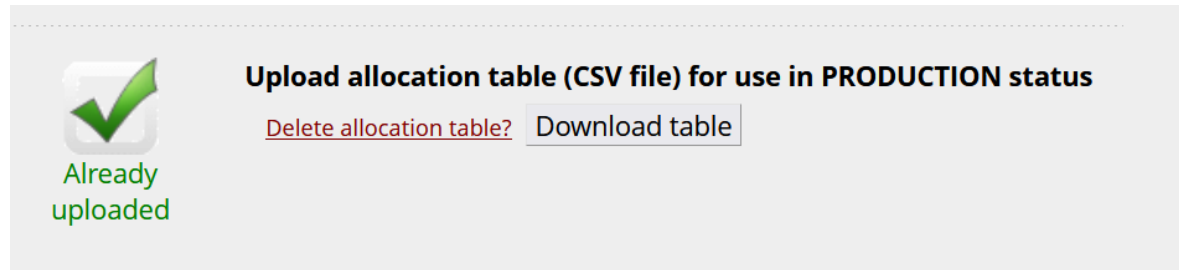 Upload allocation table (CSV file) for use in PRODUCTION status
Delete allocation table? Download table
Already
uploaded